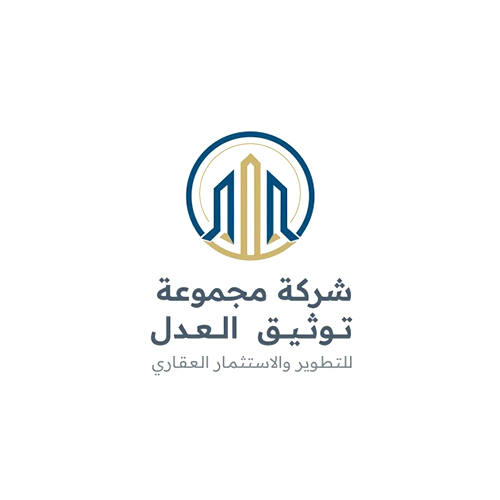 شركة مجموعة
توثيق العدل
للتطوير والاستثمار العقاري